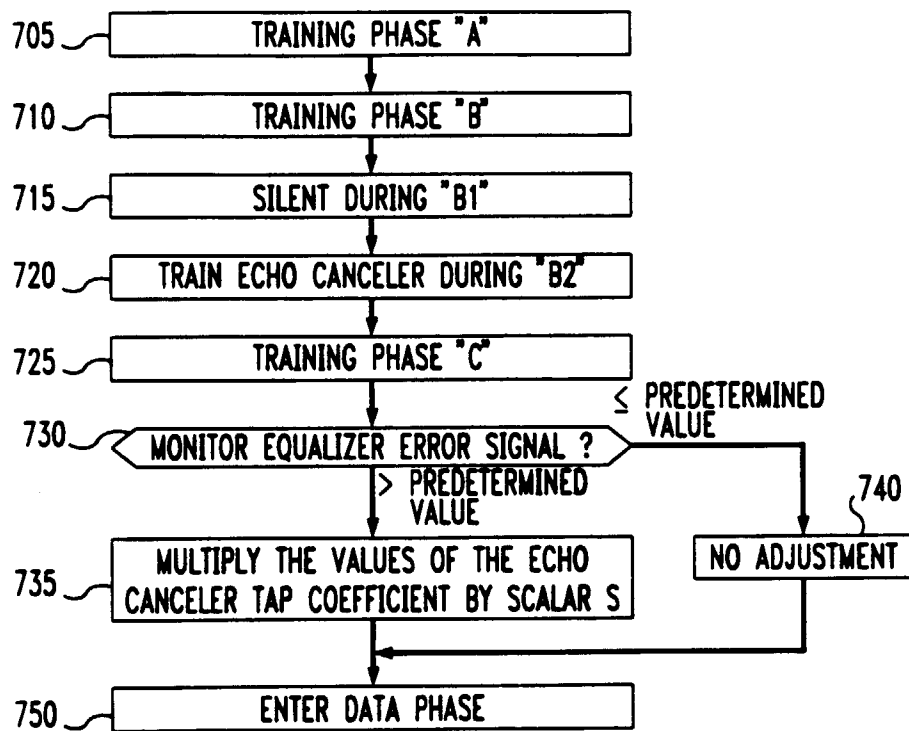 705 TRAINING PHASE "A"
710 TRAINING PHASE "B"
715 SILENT DURING "B1"
720 TRAIN ECHO CANCELER DURING "B2"
725 TRAINING PHASE "C"
≤ PREDETERMINED
VALUE
730 MONITOR EQUALIZER ERROR SIGNAL ?
> PREDETERMINED
VALUE
740
NO ADJUSTMENT
735 MULTIPLY THE VALUES OF THE ECHO
CANCELER TAP COEFFICIENT BY SCALAR S
750 ENTER DATA PHASE